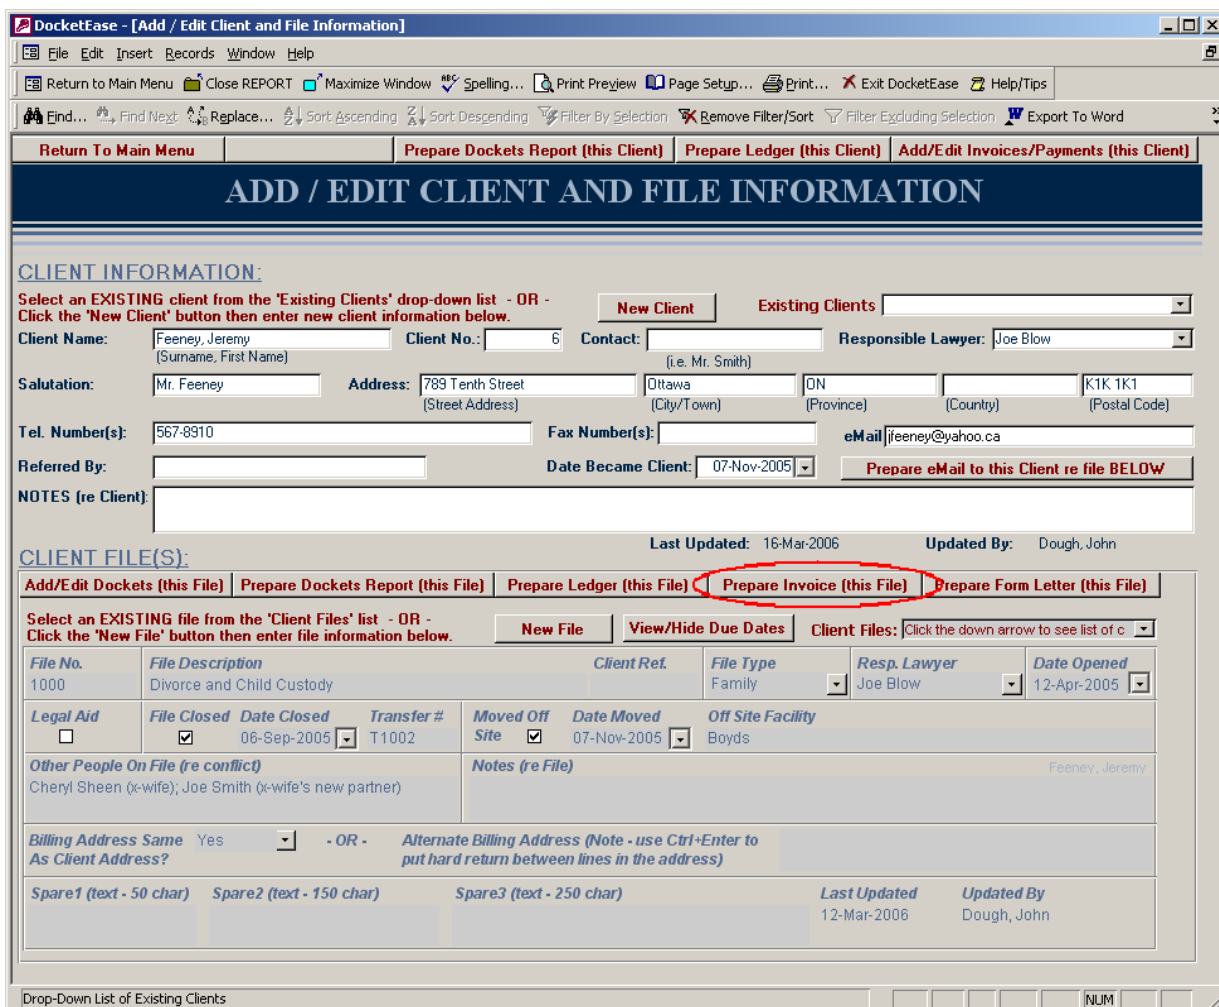 DocketEase - [Add / Edit Client and File Information]
File Edit Insert Records Window Help
Return to Main Menu Close REPORT Maximize Window Spelling... Print Preview Page Setup... Print... Exit DocketEase Help/Tips
Find... Find Next Replace... Sort Ascending Sort Descending Filter By Selection Remove Filter/Sort Filter Excluding Selection Export To Word
Return To Main Menu Prepare Dockets Report (this Client) Prepare Ledger (this Client) Add/Edit Invoices/Payments (this Client)
ADD / EDIT CLIENT AND FILE INFORMATION
CLIENT INFORMATION:
Select an EXISTING client from the 'Existing Clients' drop-down list - OR -
Click the 'New Client' button then enter new client information below.
New Client Existing Clients
Client Name: Feeney, Jeremy Client No.: 6 Contact: Responsible Lawyer: Joe Blow
(Surname, First Name) (i.e. Mr. Smith)
Salutation: Mr. Feeney Address: 789 Tenth Street Ottawa ON K1K 1K1
(Street Address) (City/Town) (Province) (Country) (Postal Code)
Tel. Number(s): 567-8910 Fax Number(s): eMail jfeeney@yahoo.ca
Referred By: Date Became Client: 07-Nov-2005 Prepare eMail to this Client re file BELOW
NOTES (re Client):
Last Updated: 16-Mar-2006 Updated By: Dough, John
CLIENT FILE(S):
Add/Edit Dockets (this File) Prepare Dockets Report (this File) Prepare Ledger (this File) Prepare Invoice (this File) Prepare Form Letter (this File)
Select an EXISTING file from the 'Client Files' list - OR -
Click the 'New File' button then enter file information below.
New File View/Hide Due Dates Client Files: Click the down arrow to see list of c
File No. File Description Client Ref. File Type Resp. Lawyer Date Opened
1000 Divorce and Child Custody Family Joe Blow 12-Apr-2005
Legal Aid File Closed Date Closed Transfer # Moved Off Site Date Moved Off Site Facility
06-Sep-2005 T1002 07-Nov-2005 Boyds
Other People On File (re conflict) Notes (re File) Feeney, Jeremy
Cheryl Sheen (x-wife); Joe Smith (x-wife's new partner)
Billing Address Same Yes - OR - Alternate Billing Address (Note - use Ctrl+Enter to
As Client Address? put hard return between lines in the address)
Spare1 (text - 50 char) Spare2 (text - 150 char) Spare3 (text - 250 char) Last Updated Updated By
12-Mar-2006 Dough, John
Drop-Down List of Existing Clients NUM